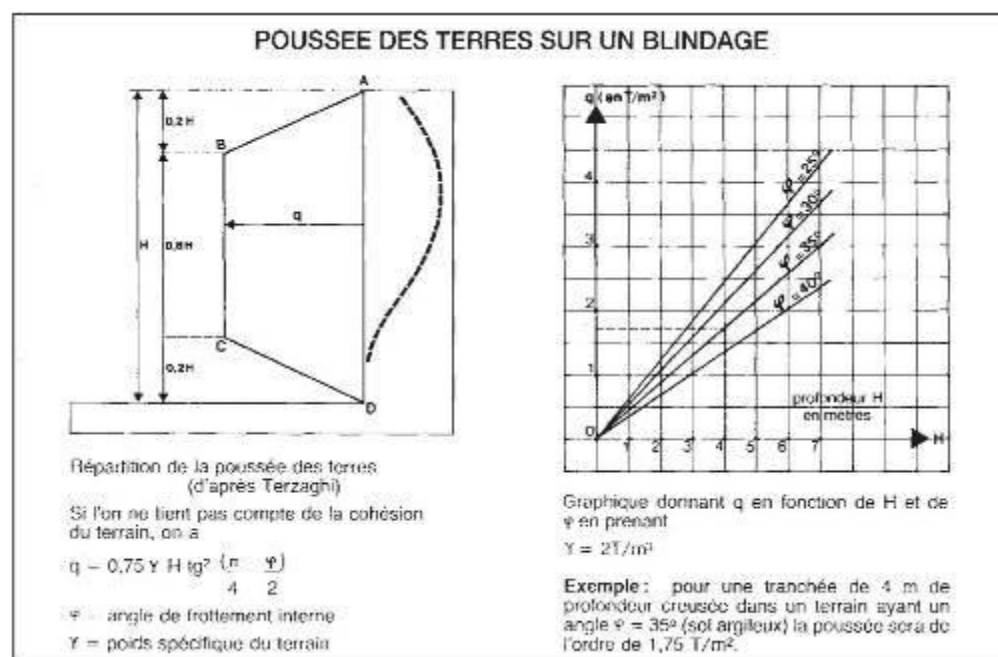 POUSSEE DES TERRES SUR UN BLINDAGE
A
0,2H
B
H
q
0,6H
C
0,2H
D
Répartition de la poussée des terres
(d'après Terzaghi)
Si l'on ne tient pas compte de la cohésion
du terrain, on a
q = 0,75 γ H tg² (π φ)
4 2
φ = angle de frottement interne
γ = poids spécifique du terrain
q (en T/m²)
φ = 25°
φ = 30°
φ = 35°
φ = 40°
4
3
2
1
0
1 2 3 4 5 6 7
H
profondeur H
en mètres
Graphique donnant q en fonction de H et de
φ en prenant
γ = 2T/m³
Exemple : pour une tranchée de 4 m de
profondeur creusée dans un terrain ayant un
angle φ = 35° (sol argileux) la poussée sera de
l'ordre de 1,75 T/m².